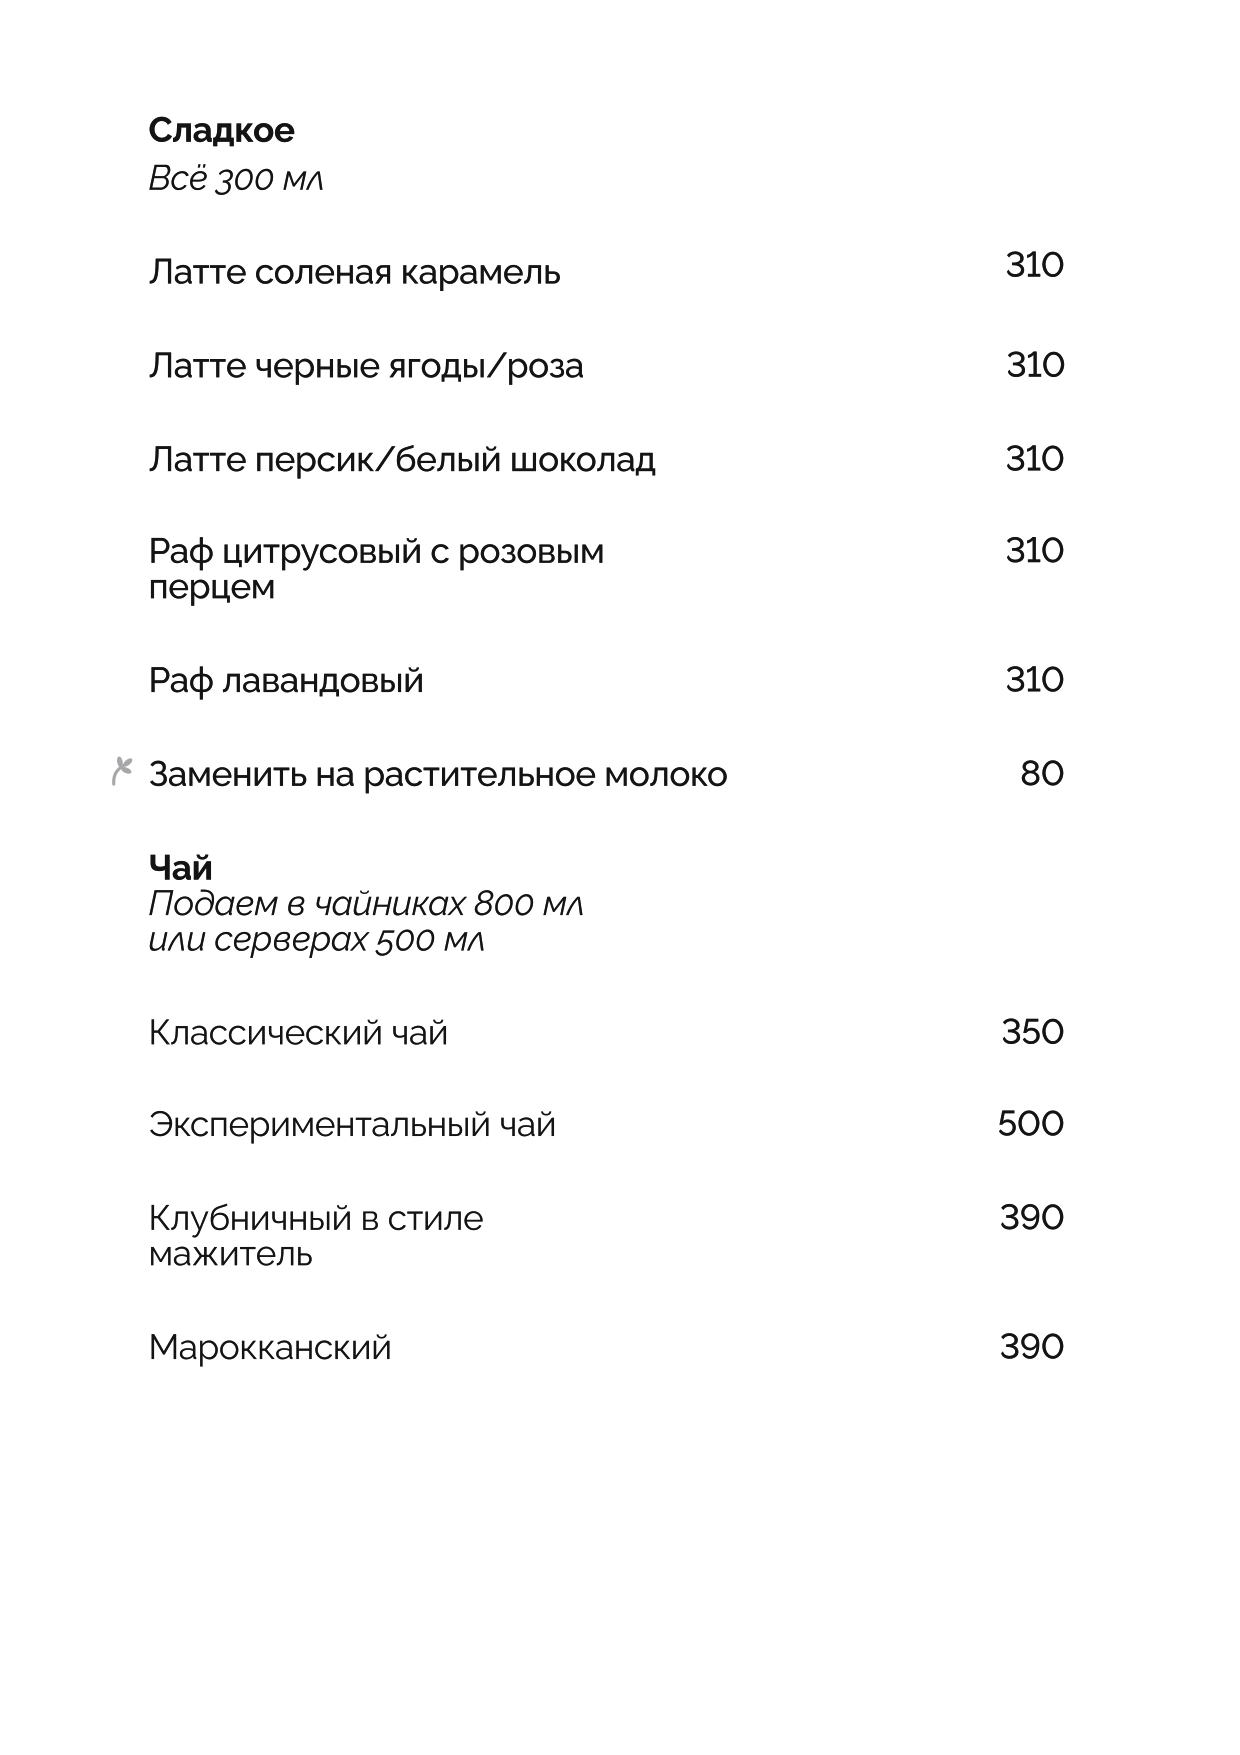 Сладкое
Всё 300 мл
Латте соленая карамель 310
Латте черные ягоды/роза 310
Латте персик/белый шоколад 310
Раф цитрусовый с розовым 310
перцем
Раф лавандовый 310
Заменить на растительное молоко 80
Чай
Подаем в чайниках 800 мл
или серверах 500 мл
Классический чай 350
Экспериментальный чай 500
Клубничный в стиле 390
мажитель
Марокканский 390